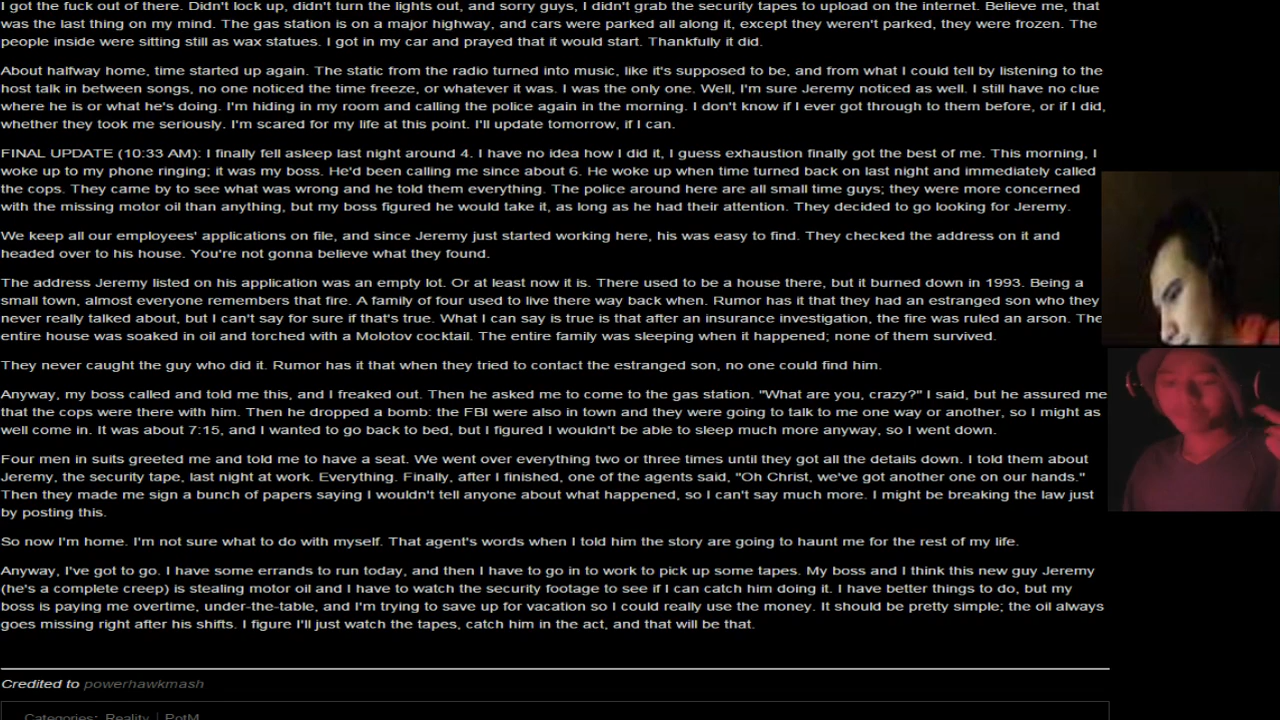 I got the fuck out of there. Didn't lock up, didn't turn the lights out, and sorry guys, I didn't grab the security tapes to upload on the internet. Believe me, that
was the last thing on my mind. The gas station is on a major highway, and cars were parked all along it, except they weren't parked, they were frozen. The
people inside were sitting still as wax statues. I got in my car and prayed that it would start. Thankfully it did.
About halfway home, time started up again. The static from the radio turned into music, like it's supposed to be, and from what I could tell by listening to the
host talk in between songs, no one noticed the time freeze, or whatever it was. I was the only one. Well, I'm sure Jeremy noticed as well. I still have no clue
where he is or what he's doing. I'm hiding in my room and calling the police again in the morning. I don't know if I ever got through to them before, or if I did,
whether they took me seriously. I'm scared for my life at this point. I'll update tomorrow, if I can.
FINAL UPDATE (10:33 AM): I finally fell asleep last night around 4. I have no idea how I did it, I guess exhaustion finally got the best of me. This morning, I
woke up to my phone ringing; it was my boss. He'd been calling me since about 6. He woke up when time turned back on last night and immediately called
the cops. They came by to see what was wrong and he told them everything. The police around here are all small time guys; they were more concerned
with the missing motor oil than anything, but my boss figured he would take it, as long as he had their attention. They decided to go looking for Jeremy.
We keep all our employees' applications on file, and since Jeremy just started working here, his was easy to find. They checked the address on it and
headed over to his house. You're not gonna believe what they found.
The address Jeremy listed on his application was an empty lot. Or at least now it is. There used to be a house there, but it burned down in 1993. Being a
small town, almost everyone remembers that fire. A family of four used to live there way back when. Rumor has it that they had an estranged son who they
never really talked about, but I can't say for sure if that's true. What I can say is true is that after an insurance investigation, the fire was ruled an arson. The
entire house was soaked in oil and torched with a Molotov cocktail. The entire family was sleeping when it happened; none of them survived.
They never caught the guy who did it. Rumor has it that when they tried to contact the estranged son, no one could find him.
Anyway, my boss called and told me this, and I freaked out. Then he asked me to come to the gas station. "What are you, crazy?" I said, but he assured me
that the cops were there with him. Then he dropped a bomb: the FBI were also in town and they were going to talk to me one way or another, so I might as
well come in. It was about 7:15, and I wanted to go back to bed, but I figured I wouldn't be able to sleep much more anyway, so I went down.
Four men in suits greeted me and told me to have a seat. We went over everything two or three times until they got all the details down. I told them about
Jeremy, the security tape, last night at work. Everything. Finally, after I finished, one of the agents said, "Oh Christ, we've got another one on our hands."
Then they made me sign a bunch of papers saying I wouldn't tell anyone about what happened, so I can't say much more. I might be breaking the law just
by posting this.
So now I'm home. I'm not sure what to do with myself. That agent's words when I told him the story are going to haunt me for the rest of my life.
Anyway, I've got to go. I have some errands to run today, and then I have to go in to work to pick up some tapes. My boss and I think this new guy Jeremy
(he's a complete creep) is stealing motor oil and I have to watch the security footage to see if I can catch him doing it. I have better things to do, but my
boss is paying me overtime, under-the-table, and I'm trying to save up for vacation so I could really use the money. It should be pretty simple; the oil always
goes missing right after his shifts. I figure I'll just watch the tapes, catch him in the act, and that will be that.
Credited to powerhawkmash
Categories: Reality | PotM